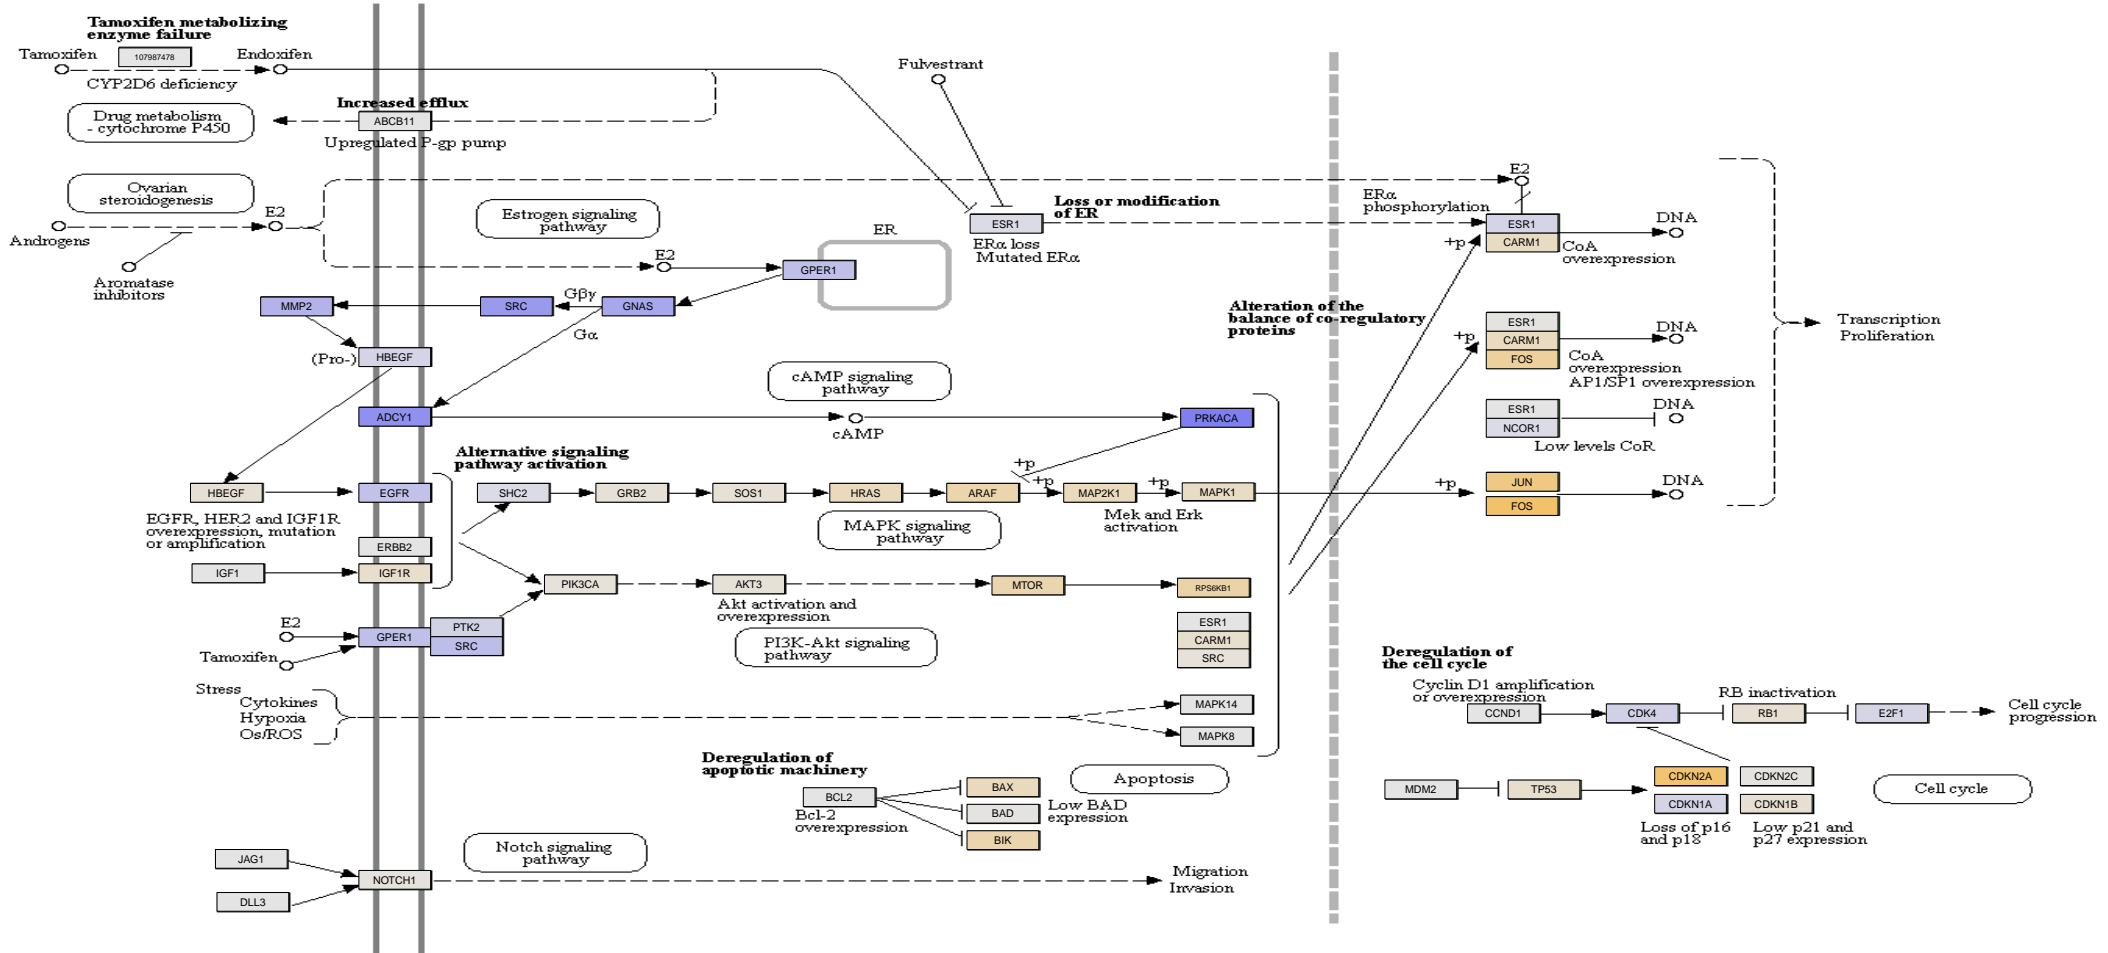 Tamoxifen metabolizing
enzyme failure
Tamoxifen
107987478
Endoxifen
CYP2D6 deficiency
Increased efflux
Drug metabolism
- cytochrome P450
ABCB11
Upregulated P-gp pump
Fulvestrant
Ovarian
steroidogenesis
E2
Androgens
Aromatase
inhibitors
Estrogen signaling
pathway
E2
ER
GPER1
ESR1
ERα loss
Mutated ERα
Loss or modification
of ER
E2
ERα
phosphorylation
ESR1
CARM1
+p
CoA
overexpression
DNA
MMP2
SRC
Gβγ
GNAS
Gα
(Pro-)
HBEGF
Alteration of the
balance of co-regulatory
proteins
+p
ESR1
CARM1
FOS
DNA
CoA
overexpression
AP1/SP1 overexpression
Transcription
Proliferation
cAMP signaling
pathway
ADCY1
cAMP
PRKACA
ESR1
NCOR1
DNA
Low levels CoR
Alternative signaling
pathway activation
+p
HBEGF
EGFR
SHC2
GRB2
SOS1
HRAS
ARAF
+p
MAP2K1
+p
MAPK1
+p
JUN
FOS
DNA
EGFR, HER2 and IGF1R
overexpression, mutation
or amplification
MAPK signaling
pathway
Mek and Erk
activation
ERBB2
IGF1
IGF1R
PIK3CA
AKT3
MTOR
RPS6KB1
Akt activation and
overexpression
E2
Tamoxifen
GPER1
PTK2
SRC
PI3K-Akt signaling
pathway
ESR1
CARM1
SRC
Stress
Cytokines
Hypoxia
Os/ROS
MAPK14
MAPK8
Deregulation of
the cell cycle
Cyclin D1 amplification
or overexpression
RB inactivation
CCND1
CDK4
RB1
E2F1
Cell cycle
progression
MDM2
TP53
CDKN2A
CDKN2C
CDKN1A
CDKN1B
Cell cycle
Loss of p16
and p18
Low p21 and
p27 expression
Deregulation of
apoptotic machinery
Apoptosis
BCL2
Bcl-2
overexpression
BAX
BAD
BIK
Low BAD
expression
Notch signaling
pathway
JAG1
DLL3
NOTCH1
Migration
Invasion